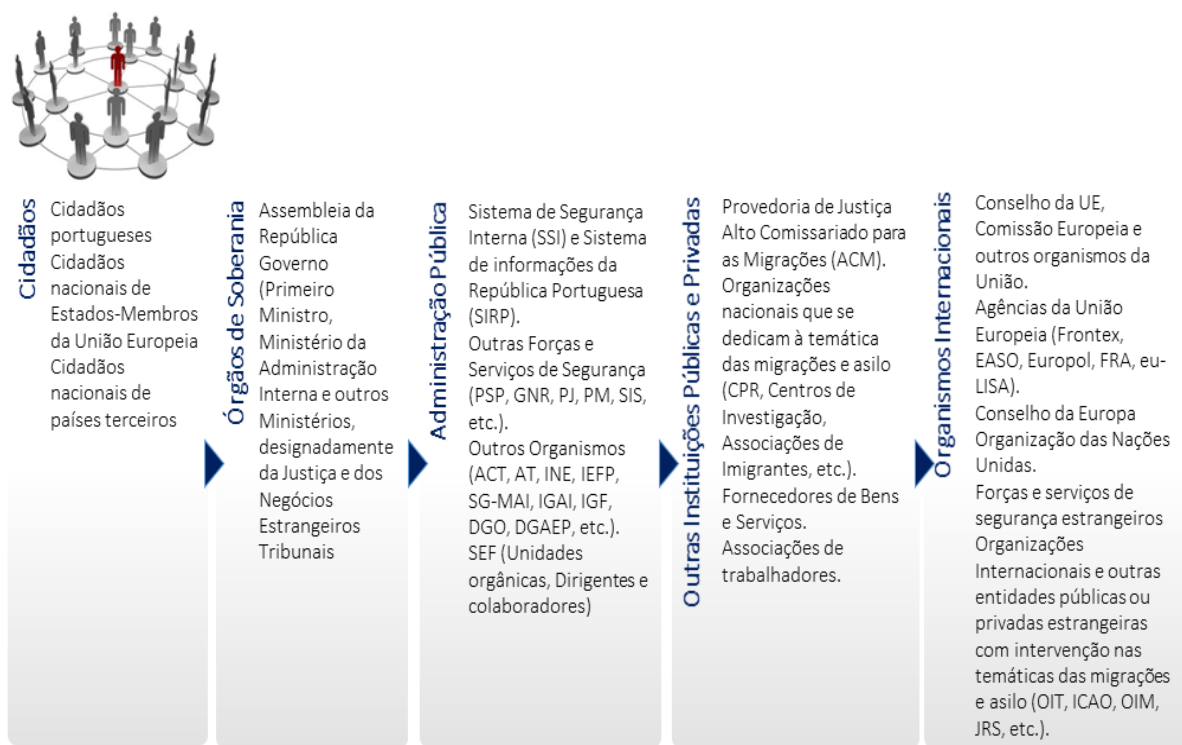 Cidadãos
Cidadãos
portugueses
Cidadãos
nacionais de
Estados-Membros
da União Europeia
Cidadãos
nacionais de
países terceiros
Órgãos de Soberania
Assembleia da
República
Governo
(Primeiro
Ministro,
Ministério da
Administração
Interna e outros
Ministérios,
designadamente
da Justiça e dos
Negócios
Estrangeiros
Tribunais
Administração Pública
Sistema de Segurança
Interna (SSI) e Sistema
de informações da
República Portuguesa
(SIRP).
Outras Forças e
Serviços de Segurança
(PSP, GNR, PJ, PM, SIS,
etc.).
Outros Organismos
(ACT, AT, INE, IEFP,
SG-MAI, IGAI, IGF,
DGO, DGAEP, etc.).
SEF (Unidades
orgânicas, Dirigentes e
colaboradores)
Outras Instituições Públicas e Privadas
Provedoria de Justiça
Alto Comissariado para
as Migrações (ACM).
Organizações
nacionais que se
dedicam à temática
das migrações e asilo
(CPR, Centros de
Investigação,
Associações de
Imigrantes, etc.).
Fornecedores de Bens
e Serviços.
Associações de
trabalhadores.
Organismos Internacionais
Conselho da UE,
Comissão Europeia e
outros organismos da
União.
Agências da União
Europeia (Frontex,
EASO, Europol, FRA, eu-
LISA).
Conselho da Europa
Organização das Nações
Unidas.
Forças e serviços de
segurança estrangeiros
Organizações
Internacionais e outras
entidades públicas ou
privadas estrangeiras
com intervenção nas
temáticas das migrações
e asilo (OIT, ICAO, OIM,
JRS, etc.).